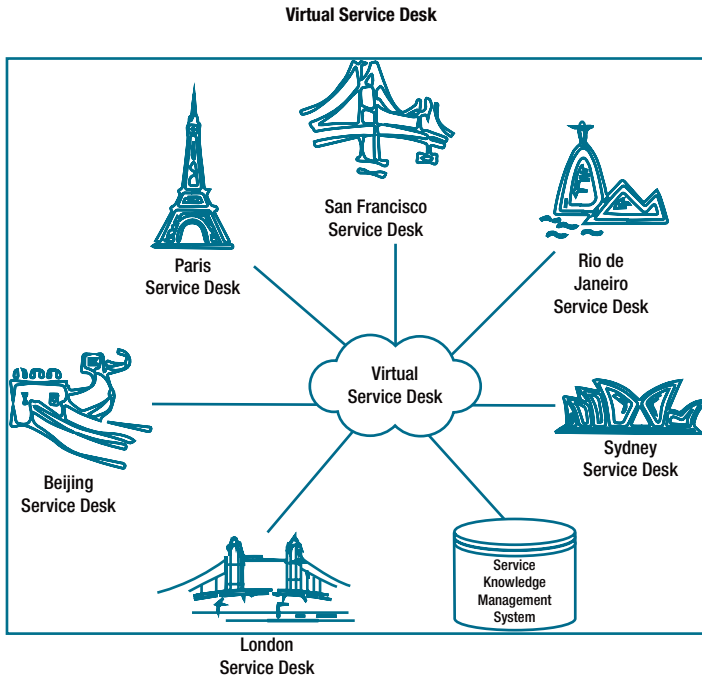 Virtual Service Desk
San Francisco
Service Desk
Paris
Service Desk
Rio de
Janeiro
Service Desk
Virtual
Service Desk
Beijing
Service Desk
Sydney
Service Desk
Service
Knowledge
Management
System
London
Service Desk